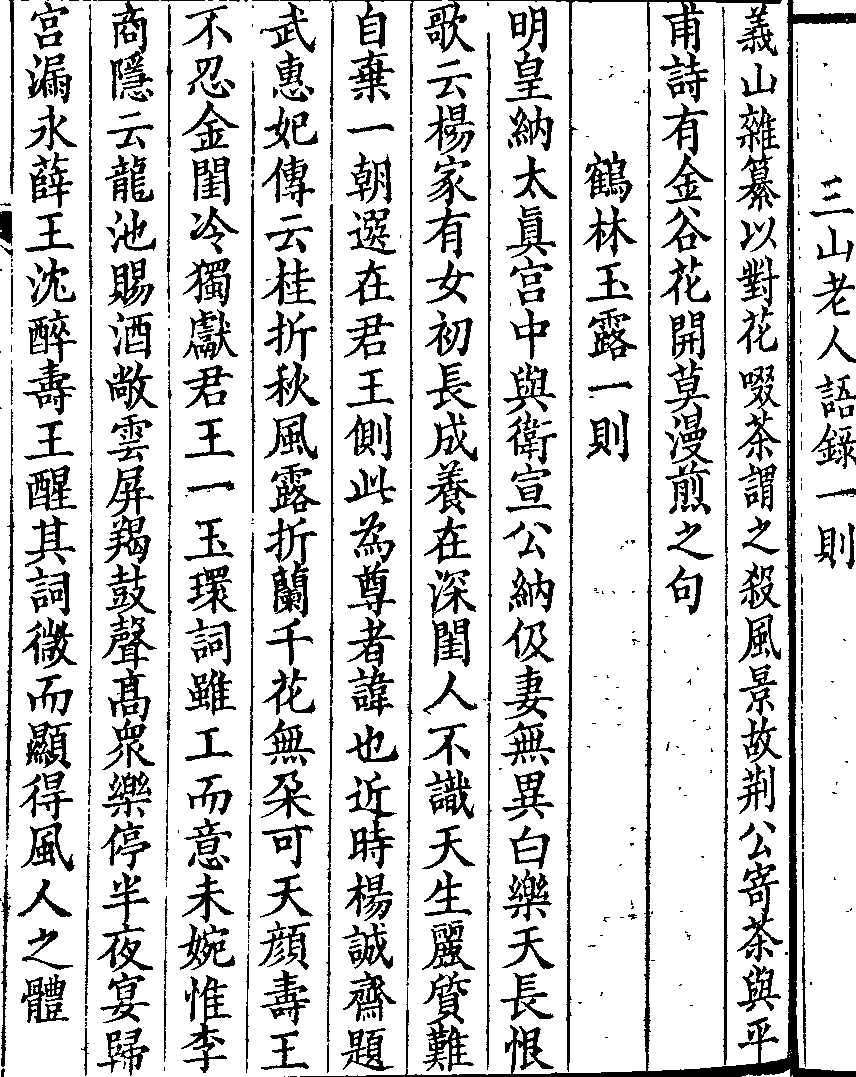 三山老人語錄一則
義山雜纂以對花啜茶謂之殺風景故荆公寄茶與平
甫詩有金谷花開莫漫煎之句
鶴林玉露一則
明皇納太眞宫中與衛宣公納伋妻無異白樂天長恨
歌云楊家有女初長成養在深閨人不識天生麗質難
自棄一朝選在君王側此為尊者諱也近時楊誠齋題
武惠妃傳云桂折秋風露折蘭千花無朶可天顔壽王
不忍金閨冷獨獻君王一玉環詞雖工而意未婉惟李
商隱云龍池賜酒敞雲屏羯鼓聲髙衆樂停半夜宴歸
宫漏永薛王沈醉壽王醒其詞微而顯得風人之體